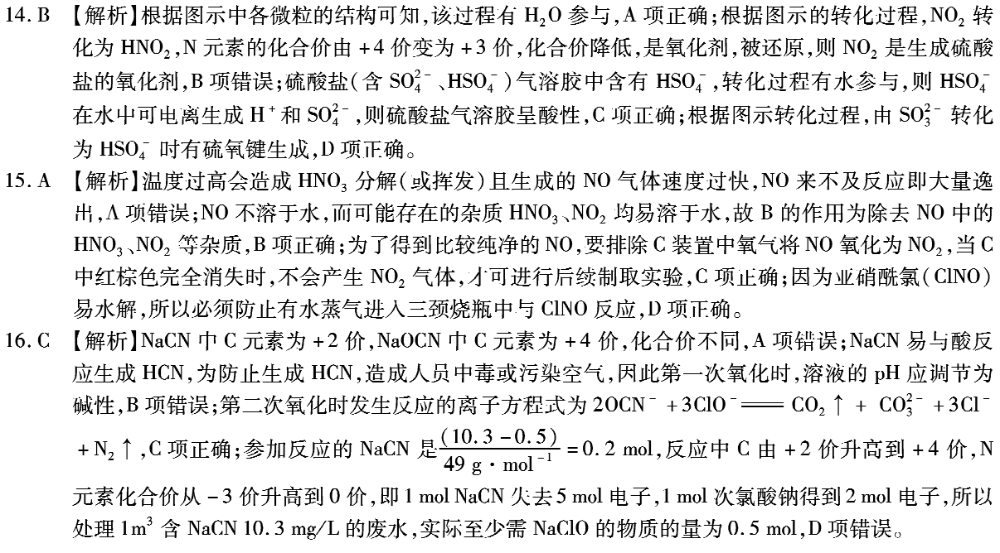 14. B 【解析】根据图示中各微粒的结构可知,该过程有 H₂O 参与,A 项正确;根据图示的转化过程,NO₂ 转
化为 HNO₂,N 元素的化合价由 +4 价变为 +3 价,化合价降低,是氧化剂,被还原,则 NO₂ 是生成硫酸
盐的氧化剂,B 项错误;硫酸盐(含 SO₄²⁻、HSO₄⁻)气溶胶中含有 HSO₄⁻,转化过程有水参与,则 HSO₄⁻
在水中可电离生成 H⁺ 和 SO₄²⁻,则硫酸盐气溶胶呈酸性,C 项正确;根据图示转化过程,由 SO₃²⁻ 转化
为 HSO₄⁻ 时有硫氧键生成,D 项正确。
15. A 【解析】温度过高会造成 HNO₃ 分解(或挥发)且生成的 NO 气体速度过快,NO 来不及反应即大量逸
出,A 项错误;NO 不溶于水,而可能存在的杂质 HNO₃、NO₂ 均易溶于水,故 B 的作用为除去 NO 中的
HNO₃、NO₂ 等杂质,B 项正确;为了得到比较纯净的 NO,要排除 C 装置中氧气将 NO 氧化为 NO₂,当 C
中红棕色完全消失时,不会产生 NO₂ 气体,才可进行后续制取实验,C 项正确;因为亚硝酰氯(ClNO)
易水解,所以必须防止有水蒸气进入三颈烧瓶中与 ClNO 反应,D 项正确。
16. C 【解析】NaCN 中 C 元素为 +2 价,NaOCN 中 C 元素为 +4 价,化合价不同,A 项错误;NaCN 易与酸反
应生成 HCN,为防止生成 HCN,造成人员中毒或污染空气,因此第一次氧化时,溶液的 pH 应调节为
碱性,B 项错误;第二次氧化时发生反应的离子方程式为 2OCN⁻ +3ClO⁻ ══ CO₂↑ + CO₃²⁻ +3Cl⁻
+N₂↑,C 项正确;参加反应的 NaCN 是 (10.3-0.5)/49 g·mol⁻¹ =0.2 mol,反应中 C 由 +2 价升高到 +4 价,N
元素化合价从 -3 价升高到 0 价,即 1 mol NaCN 失去 5 mol 电子,1 mol 次氯酸钠得到 2 mol 电子,所以
处理 1m³ 含 NaCN 10.3 mg/L 的废水,实际至少需 NaClO 的物质的量为 0.5 mol,D 项错误。